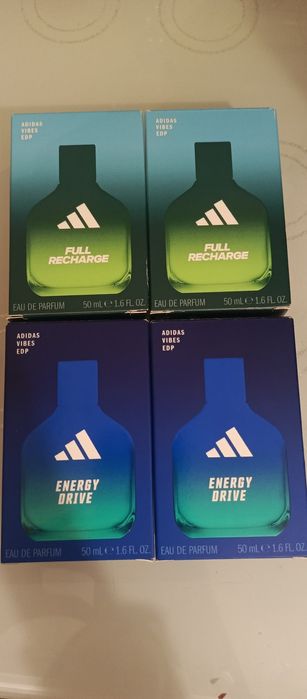 ADIDAS
VIBES
EDP
FULL
RECHARGE
EAU DE PARFUM 50 mL e 1.6 FL. OZ.
ADIDAS
VIBES
EDP
FULL
RECHARGE
EAU DE PARFUM 50 mL e 1.6 FL. OZ.
ADIDAS
VIBES
EDP
ENERGY
DRIVE
EAU DE PARFUM 50 mL e 1.6 FL. OZ.
ADIDAS
VIBES
EDP
ENERGY
DRIVE
EAU DE PARFUM 50 mL e 1.6 FL. OZ.